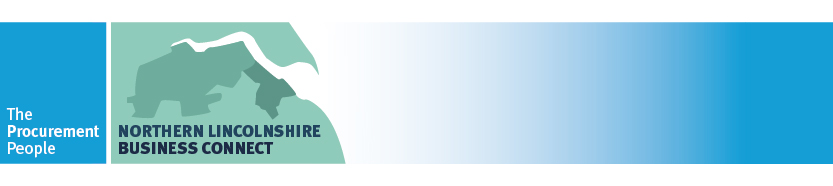 The
Procurement
People
NORTHERN LINCOLNSHIRE
BUSINESS CONNECT